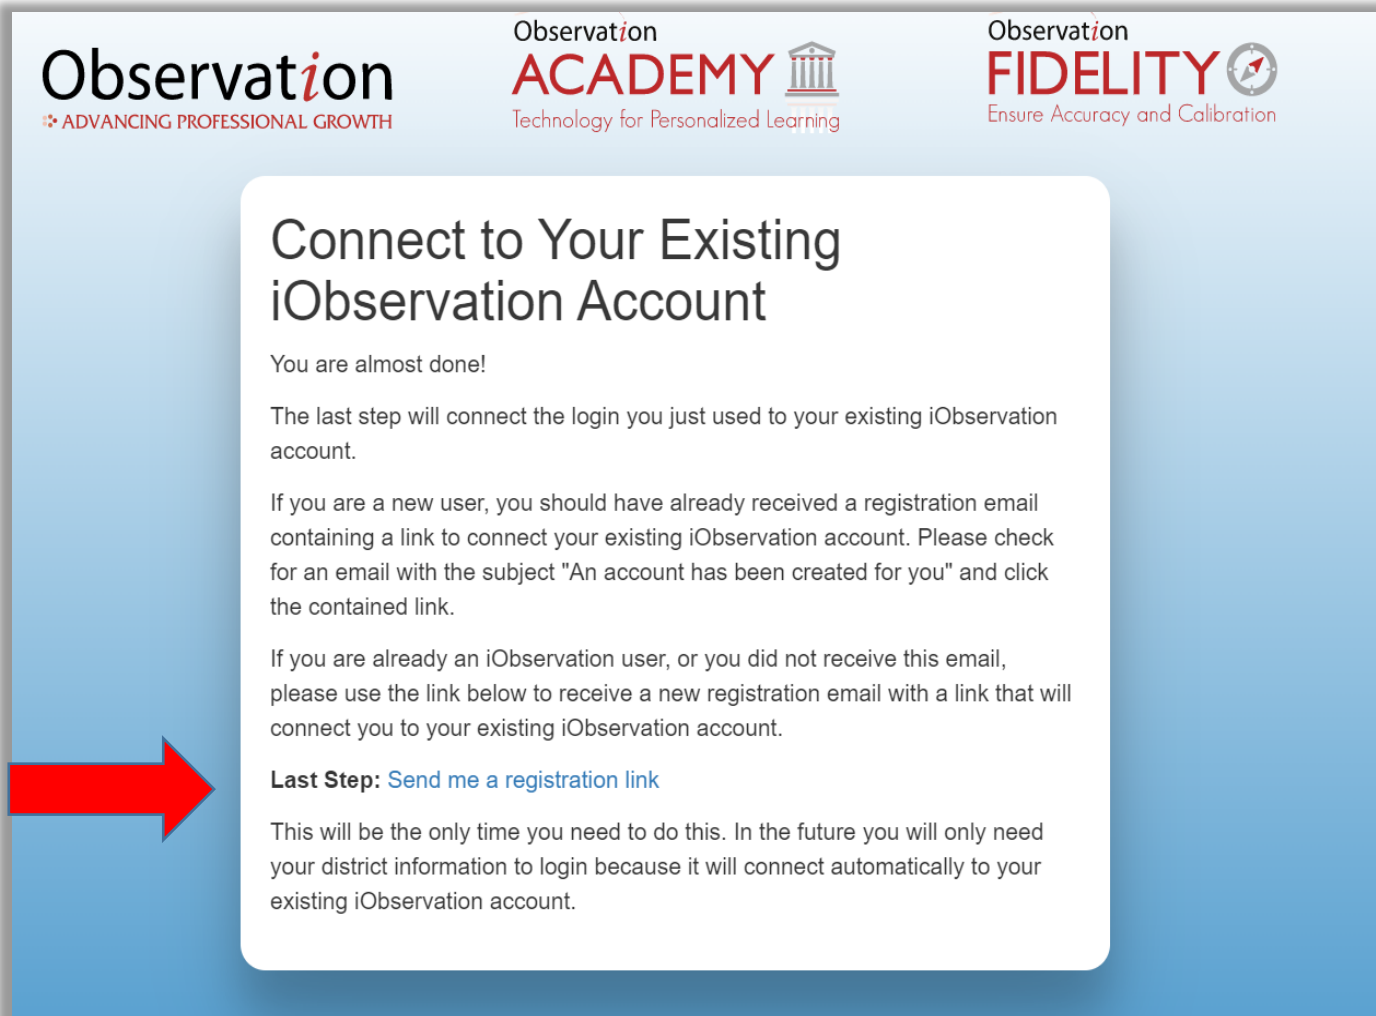 Observation
ADVANCING PROFESSIONAL GROWTH
Observation
ACADEMY
Technology for Personalized Learning
Observation
FIDELITY
Ensure Accuracy and Calibration
Connect to Your Existing
iObservation Account
You are almost done!
The last step will connect the login you just used to your existing iObservation
account.
If you are a new user, you should have already received a registration email
containing a link to connect your existing iObservation account. Please check
for an email with the subject "An account has been created for you" and click
the contained link.
If you are already an iObservation user, or you did not receive this email,
please use the link below to receive a new registration email with a link that will
connect you to your existing iObservation account.
Last Step: Send me a registration link
This will be the only time you need to do this. In the future you will only need
your district information to login because it will connect automatically to your
existing iObservation account.